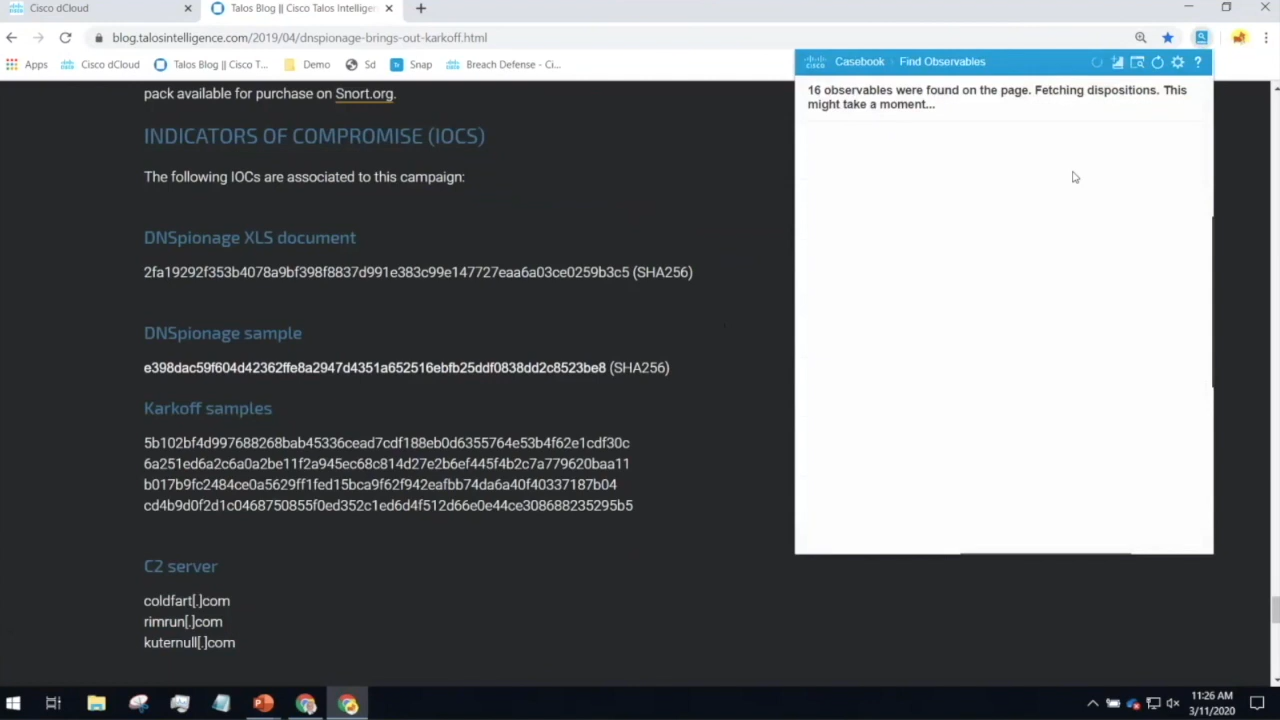 Cisco dCloud
Talos Blog || Cisco Talos Intelligen
blog.talosintelligence.com/2019/04/dnspionage-brings-out-karkoff.html
Apps Cisco dCloud Talos Blog || Cisco T... Demo Sd Snap Breach Defense - Ci...
cisco Casebook › Find Observables ?
16 observables were found on the page. Fetching dispositions. This
might take a moment...
pack available for purchase on Snort.org.
INDICATORS OF COMPROMISE (IOCS)
The following IOCs are associated to this campaign:
DNSpionage XLS document
2fa19292f353b4078a9bf398f8837d991e383c99e147727eaa6a03ce0259b3c5 (SHA256)
DNSpionage sample
e398dac59f604d42362ffe8a2947d4351a652516ebfb25ddf0838dd2c8523be8 (SHA256)
Karkoff samples
5b102bf4d997688268bab45336cead7cdf188eb0d6355764e53b4f62e1cdf30c
6a251ed6a2c6a0a2be11f2a945ec68c814d27e2b6ef445f4b2c7a779620baa11
b017b9fc2484ce0a5629ff1fed15bca9f62f942eafbb74da6a40f40337187b04
cd4b9d0f2d1c0468750855f0ed352c1ed6d4f512d66e0e44ce308688235295b5
C2 server
coldfart[.]com
rimrun[.]com
kuternull[.]com
11:26 AM
3/11/2020